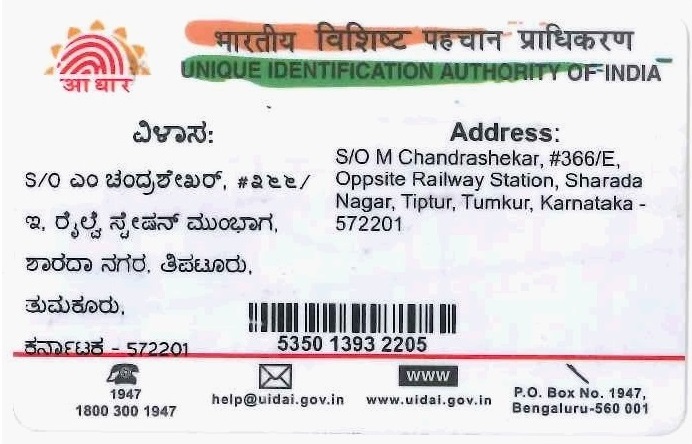 भारतीय विशिष्ट पहचान प्राधिकरण
UNIQUE IDENTIFICATION AUTHORITY OF INDIA
आधार
ವಿಳಾಸ:
S/O ಎಂ ಚಂದ್ರಶೇಖರ್, #೩೬೬/
ಇ, ರೈಲ್ವೆ ಸ್ಟೇಷನ್ ಮುಂಭಾಗ,
ಶಾರದಾ ನಗರ, ತಿಪಟೂರು,
ತುಮಕೂರು,
ಕರ್ನಾಟಕ - 572201
Address:
S/O M Chandrashekar, #366/E,
Oppsite Railway Station, Sharada
Nagar, Tiptur, Tumkur, Karnataka -
572201
5350 1393 2205
1947
1800 300 1947
help@uidai.gov.in
www
www.uidai.gov.in
P.O. Box No. 1947,
Bengaluru-560 001